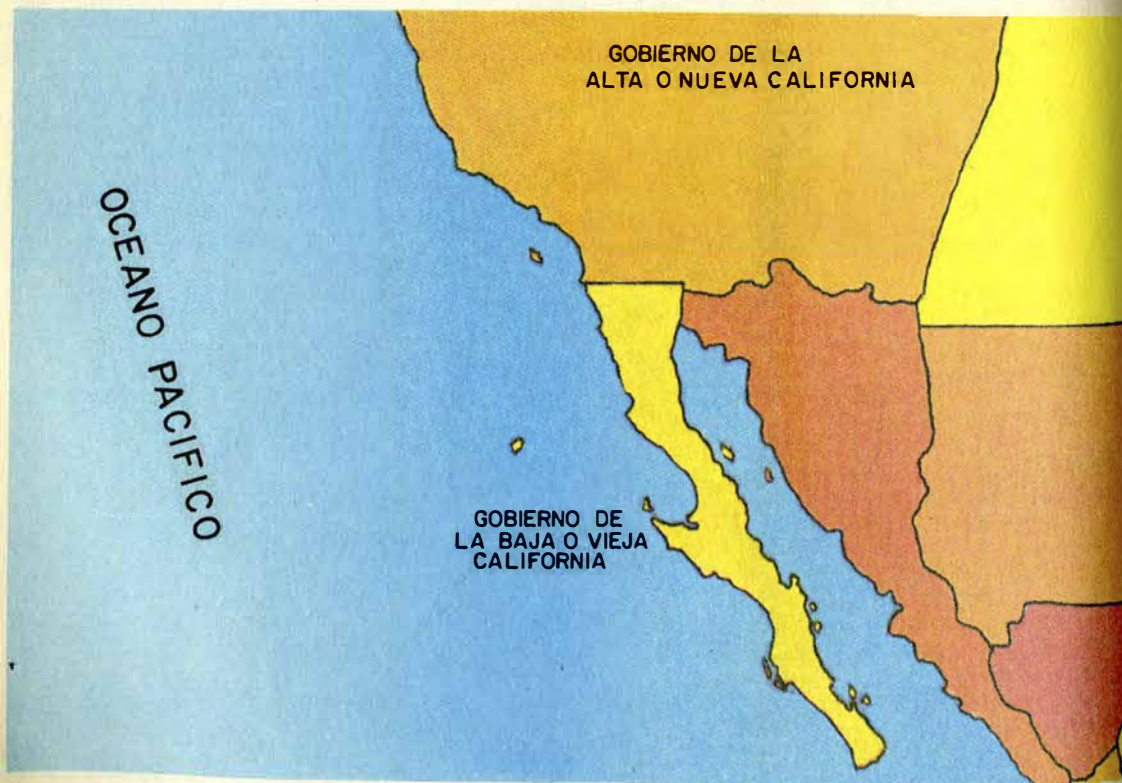 GOBIERNO DE LA
ALTA O NUEVA CALIFORNIA
OCEANO PACIFICO
GOBIERNO DE
LA BAJA O VIEJA
CALIFORNIA